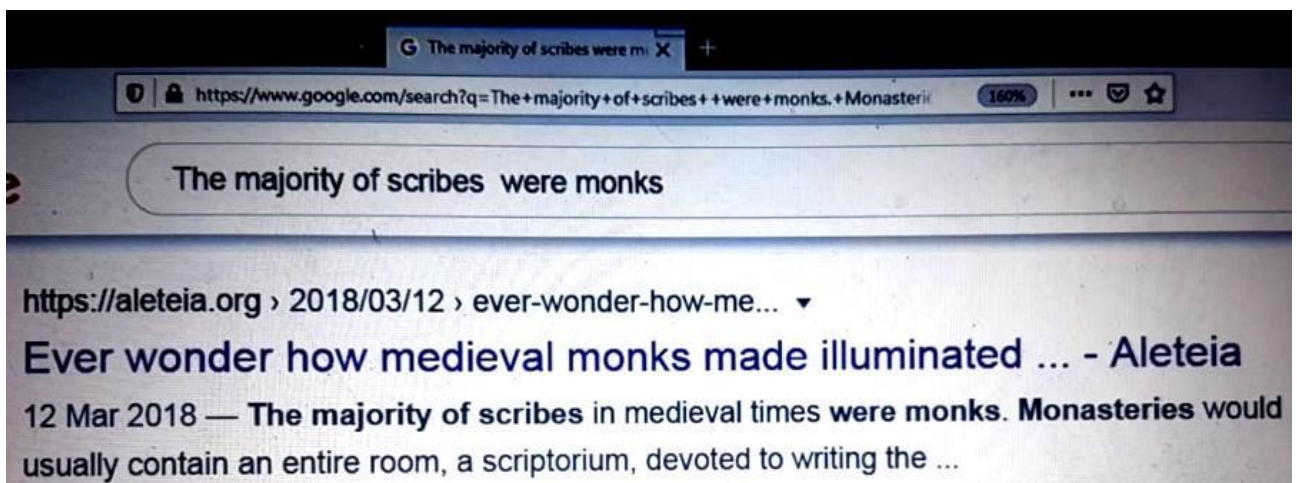 G The majority of scribes were m
https://www.google.com/search?q=The+majority+of+scribes++were+monks.+Monasteri 160%
e
The majority of scribes  were monks
https://aleteia.org › 2018/03/12 › ever-wonder-how-me...
Ever wonder how medieval monks made illuminated ... - Aleteia
12 Mar 2018 — The majority of scribes in medieval times were monks. Monasteries would
usually contain an entire room, a scriptorium, devoted to writing the ...